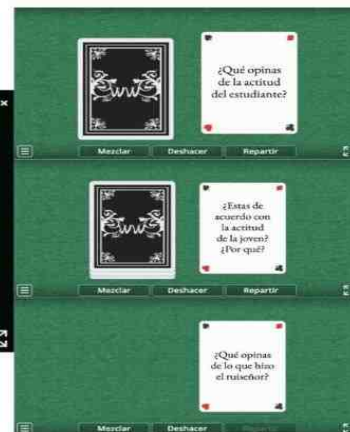 ¿Qué opinas
de la actitud
del estudiante?
Mezclar Deshacer Repartir
¿Estas de
acuerdo con
la actitud
de la joven?
¿Por qué?
Mezclar Deshacer Repartir
¿Qué opinas
de lo que hizo
el ruiseñor?
Mezclar Deshacer Repartir